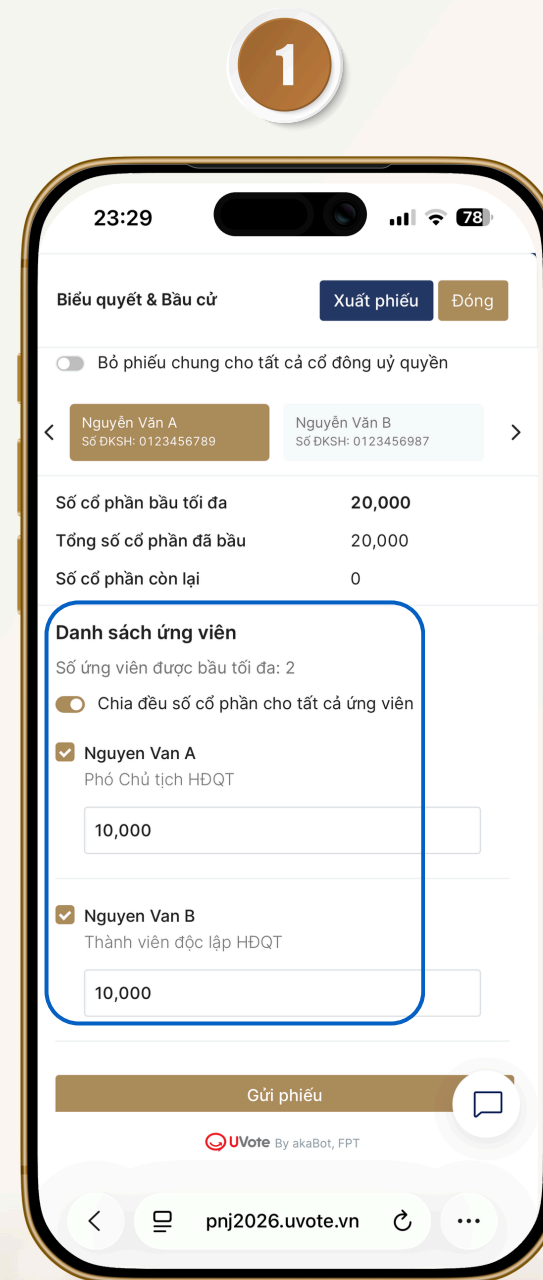 1
23:29
78
Biểu quyết & Bầu cử
Xuất phiếu
Đóng
Bỏ phiếu chung cho tất cả cổ đông uỷ quyền
Nguyễn Văn A
Số ĐKSH: 0123456789
Nguyễn Văn B
Số ĐKSH: 0123456987
Số cổ phần bầu tối đa 20,000
Tổng số cổ phần đã bầu 20,000
Số cổ phần còn lại 0
Danh sách ứng viên
Số ứng viên được bầu tối đa: 2
Chia đều số cổ phần cho tất cả ứng viên
Nguyen Van A
Phó Chủ tịch HĐQT
10,000
Nguyen Van B
Thành viên độc lập HĐQT
10,000
Gửi phiếu
UVote By akaBot, FPT
pnj2026.uvote.vn